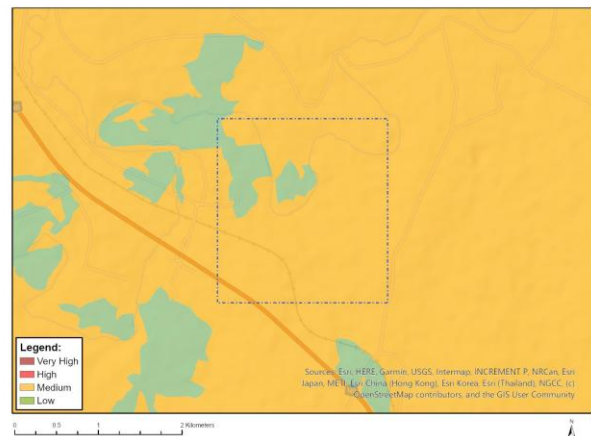 Legend:
Very High
High
Medium
Low
Sources: Esri, HERE, Garmin, USGS, Intermap, INCREMENT P, NRCan, Esri
Japan, METI, Esri China (Hong Kong), Esri Korea, Esri (Thailand), NGCC, (c)
OpenStreetMap contributors, and the GIS User Community
0 0.5 1 2 Kilometers
N